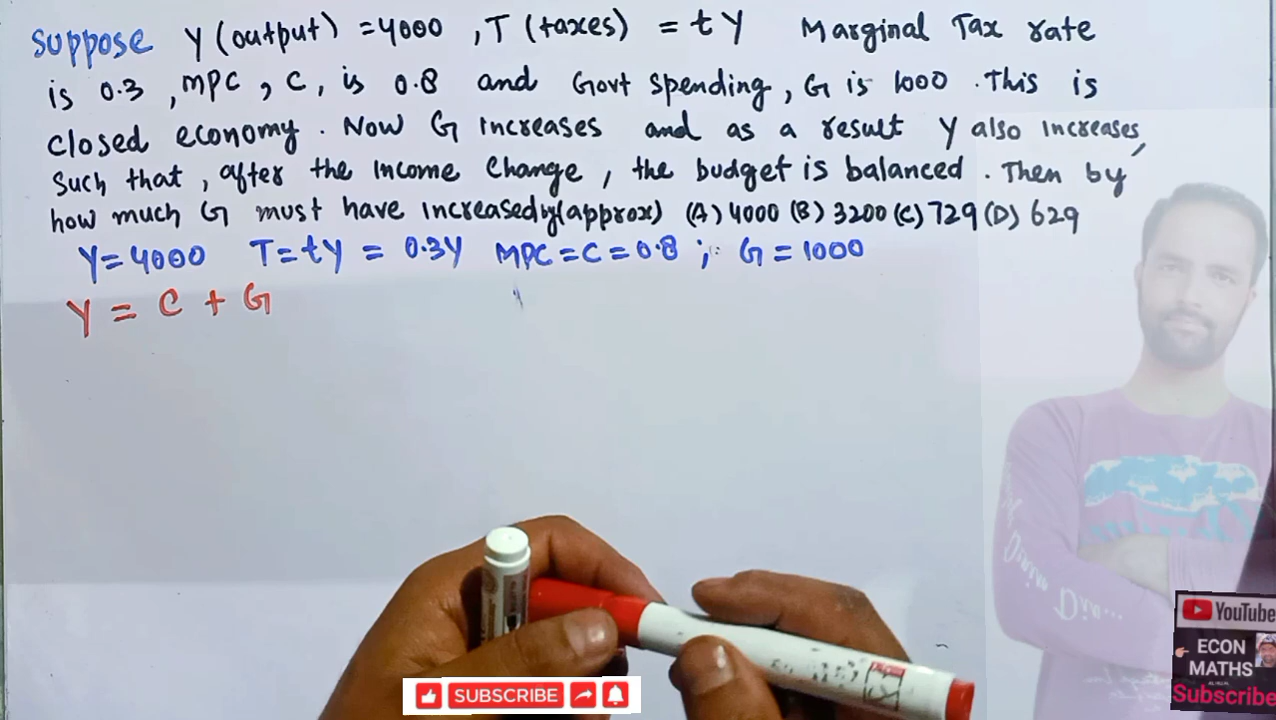 Suppose Y (output) = 4000 , T (taxes) = t Y Marginal Tax rate
is 0.3 , MPC , C , is 0.8 and Govt spending , G is 1000 . This is
closed economy . Now G increases and as a result Y also increases,
Such that , after the income change , the budget is balanced . Then by
how much G must have increased by (approx) (A) 4000 (B) 3200 (C) 729 (D) 629
Y = 4000 T = tY = 0.3Y MPC = C = 0.8 ; G = 1000
Y = C + G
SUBSCRIBE
YouTube
ECON
MATHS
Subscribe